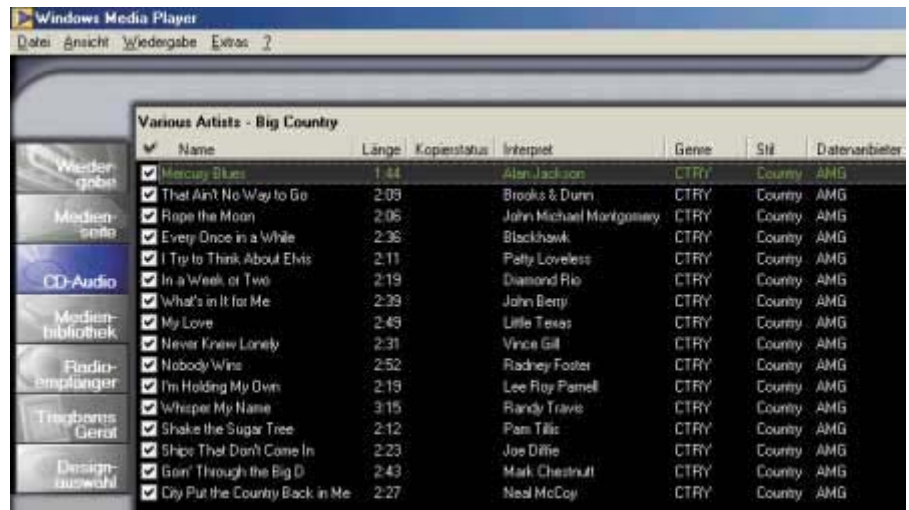 Windows Media Player
Datei Ansicht Wiedergabe Extras ?
Various Artists - Big Country
Name Länge Kopierstatus Interpret Genre Stil Datenanbieter
Mercury Blues 1:44 Alan Jackson CTRY Country AMG
That Ain't No Way to Go 2:09 Brooks & Dunn CTRY Country AMG
Rope the Moon 2:06 John Michael Montgomery CTRY Country AMG
Every Once in a While 2:36 Blackhawk CTRY Country AMG
I Try to Think About Elvis 2:11 Patty Loveless CTRY Country AMG
In a Week or Two 2:19 Diamond Rio CTRY Country AMG
What's in It for Me 2:39 John Berry CTRY Country AMG
My Love 2:49 Little Texas CTRY Country AMG
Never Knew Lonely 2:31 Vince Gill CTRY Country AMG
Nobody Wins 2:52 Radney Foster CTRY Country AMG
I'm Holding My Own 2:19 Lee Roy Parnell CTRY Country AMG
Whisper My Name 3:15 Randy Travis CTRY Country AMG
Shake the Sugar Tree 2:12 Pam Tillis CTRY Country AMG
Ships That Don't Come In 2:23 Joe Diffie CTRY Country AMG
Goin' Through the Big D 2:43 Mark Chesnutt CTRY Country AMG
City Put the Country Back in Me 2:27 Neal McCoy CTRY Country AMG
Wieder-
gabe
Medien-
seite
CD-Audio
Medien-
bibliothek
Radio-
empfänger
Tragbares
Gerät
Design-
auswahl